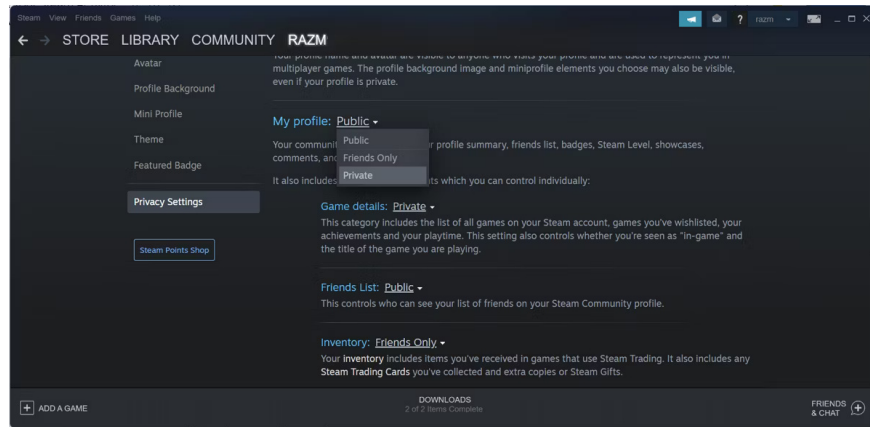 Steam View Friends Games Help
? razm
← → STORE LIBRARY COMMUNITY RAZM
Avatar
Profile Background
Mini Profile
Theme
Featured Badge
Privacy Settings
Steam Points Shop
Your profile name and avatar are visible to anyone who visits your profile and are used to represent you in
multiplayer games. The profile background image and miniprofile elements you choose may also be visible,
even if your profile is private.
My profile: Public
Public
Friends Only
Private
Your communi r profile summary, friends list, badges, Steam Level, showcases,
comments, and
It also includes ts which you can control individually:
Game details: Private
This category includes the list of all games on your Steam account, games you've wishlisted, your
achievements and your playtime. This setting also controls whether you're seen as "in-game" and
the title of the game you are playing.
Friends List: Public
This controls who can see your list of friends on your Steam Community profile.
Inventory: Friends Only
Your inventory includes items you've received in games that use Steam Trading. It also includes any
Steam Trading Cards you've collected and extra copies or Steam Gifts.
+ ADD A GAME
DOWNLOADS
2 of 2 Items Complete
FRIENDS
& CHAT